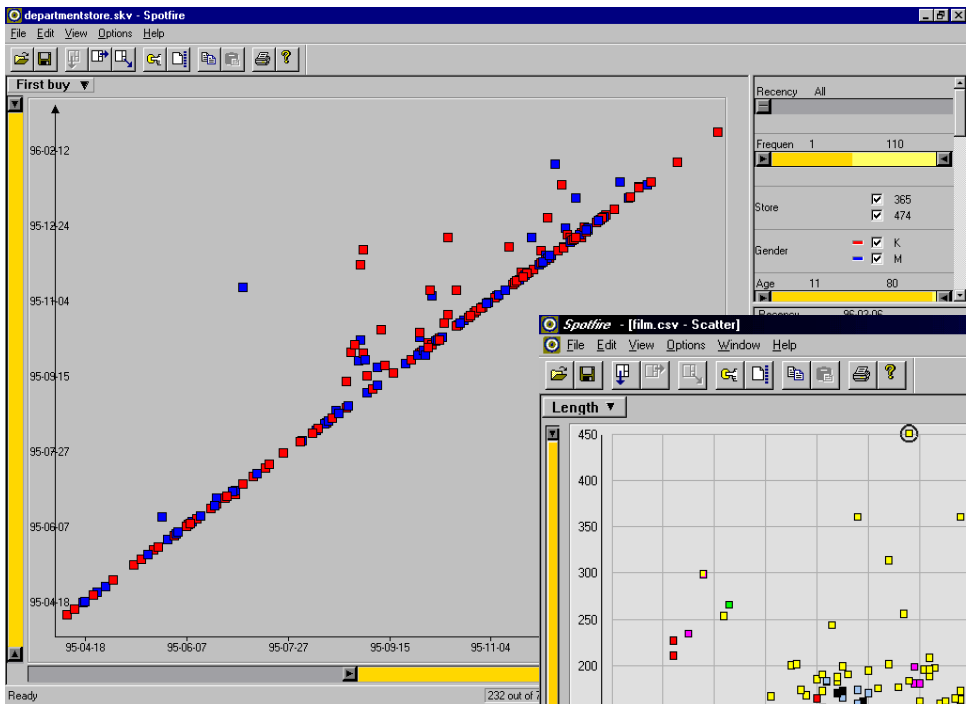 departmentstore.skv - Spotfire
File Edit View Options Help
First buy
96-02-12
95-12-24
95-11-04
95-09-15
95-07-27
95-06-07
95-04-18
95-04-18 95-06-07 95-07-27 95-09-15 95-11-04
Ready 232 out of
Recency All
Frequen 1 110
Store 365
474
Gender K
M
Age 11 80
Recency 96-02-06
Spotfire - [film.csv - Scatter]
File Edit View Options Window Help
Length
450
400
350
300
250
200